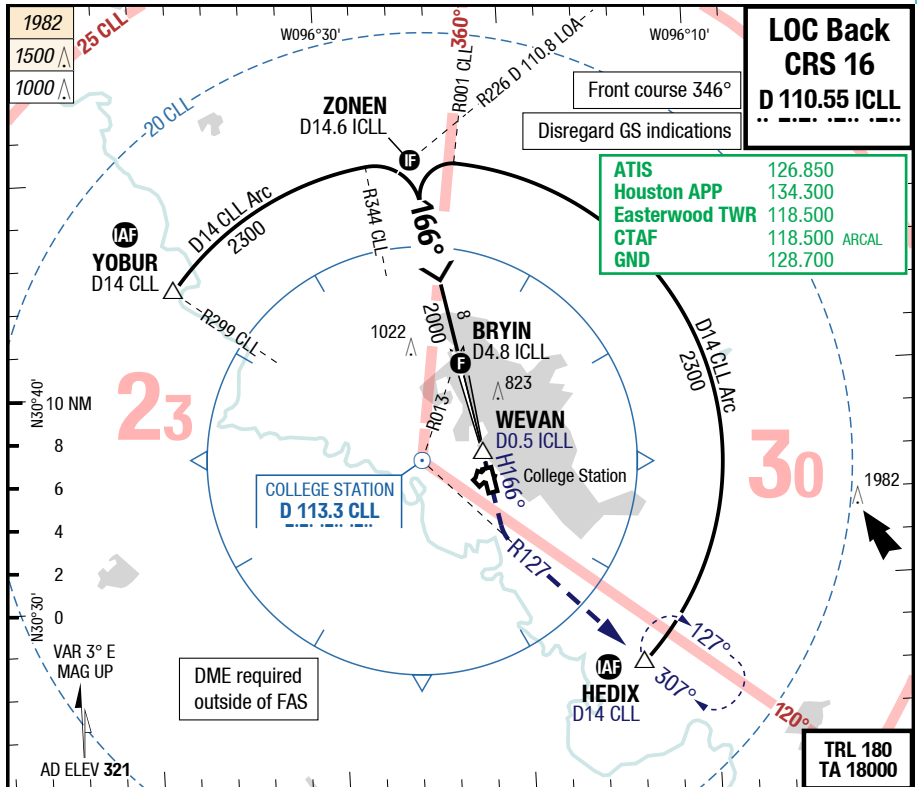 1982
1500
1000
25 CLL
20 CLL
W096°30'
360°
R001 CLL
R226 D 110.8 LOA
W096°10'
LOC Back
CRS 16
D 110.55 ICLL
Front course 346°
Disregard GS indications
ATIS 126.850
Houston APP 134.300
Easterwood TWR 118.500
CTAF 118.500 ARCAL
GND 128.700
ZONEN
D14.6 ICLL
IF
D14 CLL Arc
2300
R344 CLL
166°
IAF
YOBUR
D14 CLL
R299 CLL
1022
2000
8
BRYIN
D4.8 ICLL
F
823
R013
WEVAN
D0.5 ICLL
H166°
College Station
D14 CLL Arc
2300
23
30
1982
N30°40'
10 NM
8
6
4
2
0
N30°30'
COLLEGE STATION
D 113.3 CLL
R127
127°
307°
IAF
HEDIX
D14 CLL
120°
VAR 3° E
MAG UP
AD ELEV 321
DME required
outside of FAS
TRL 180
TA 18000